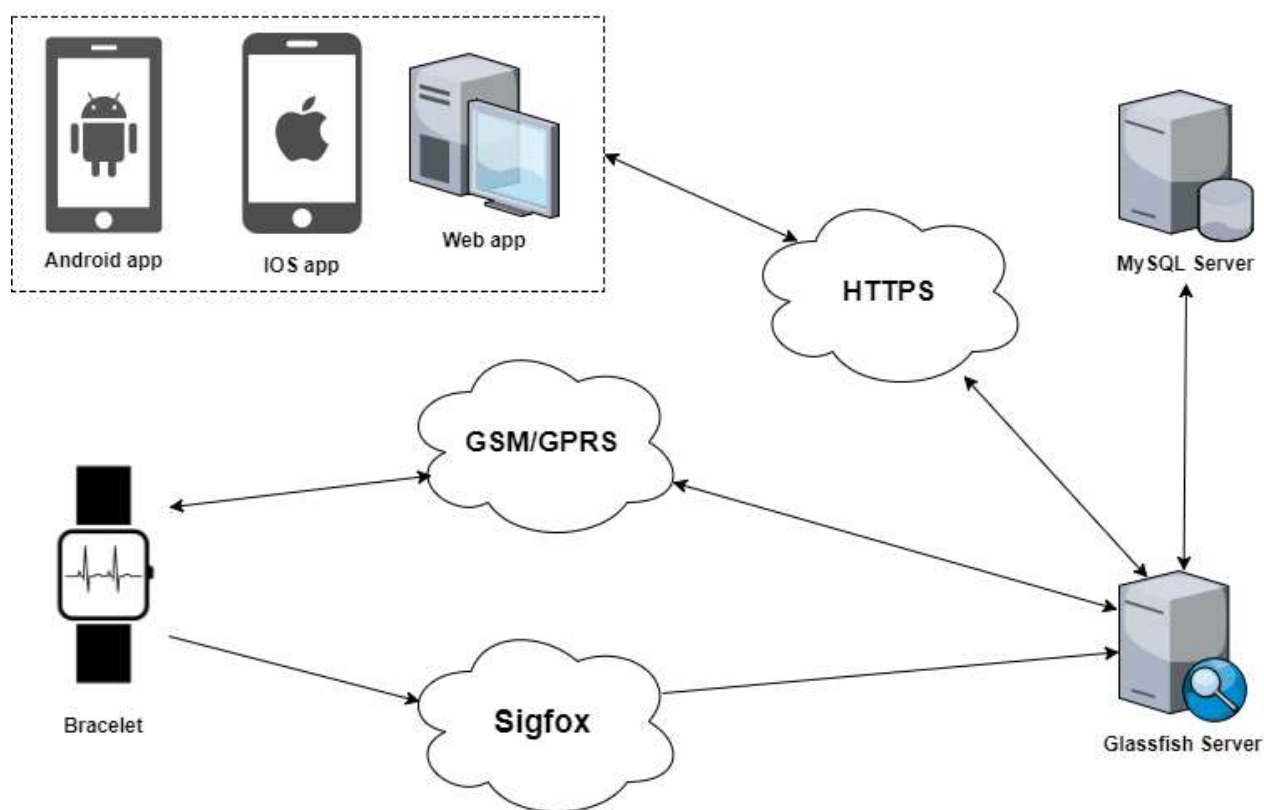 Android app
IOS app
Web app
HTTPS
MySQL Server
GSM/GPRS
Bracelet
Sigfox
Glassfish Server